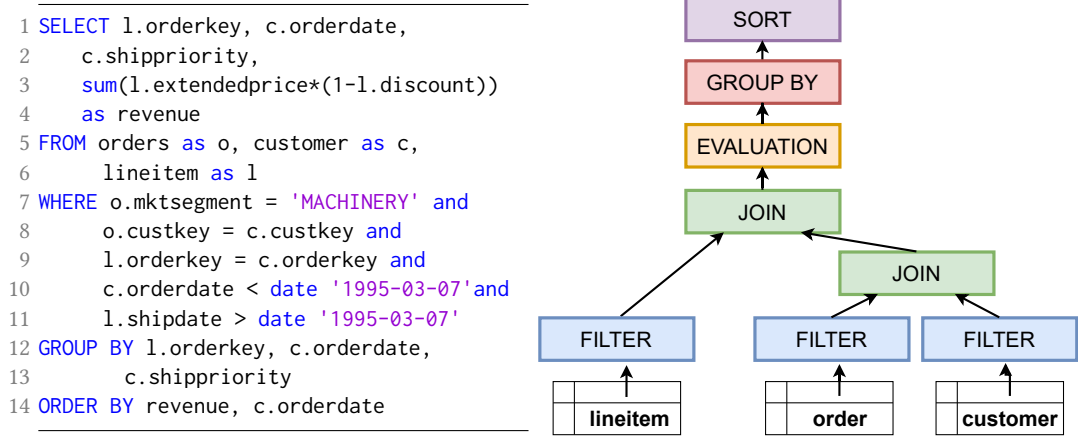 1 SELECT l.orderkey, c.orderdate,
2 c.shippriority,
3 sum(l.extendedprice*(1-l.discount))
4 as revenue
5 FROM orders as o, customer as c,
6 lineitem as l
7 WHERE o.mktsegment = 'MACHINERY' and
8 o.custkey = c.custkey and
9 l.orderkey = c.orderkey and
10 c.orderdate < date '1995-03-07'and
11 l.shipdate > date '1995-03-07'
12 GROUP BY l.orderkey, c.orderdate,
13 c.shippriority
14 ORDER BY revenue, c.orderdate
SORT
GROUP BY
EVALUATION
JOIN
JOIN
FILTER
FILTER
FILTER
lineitem
order
customer